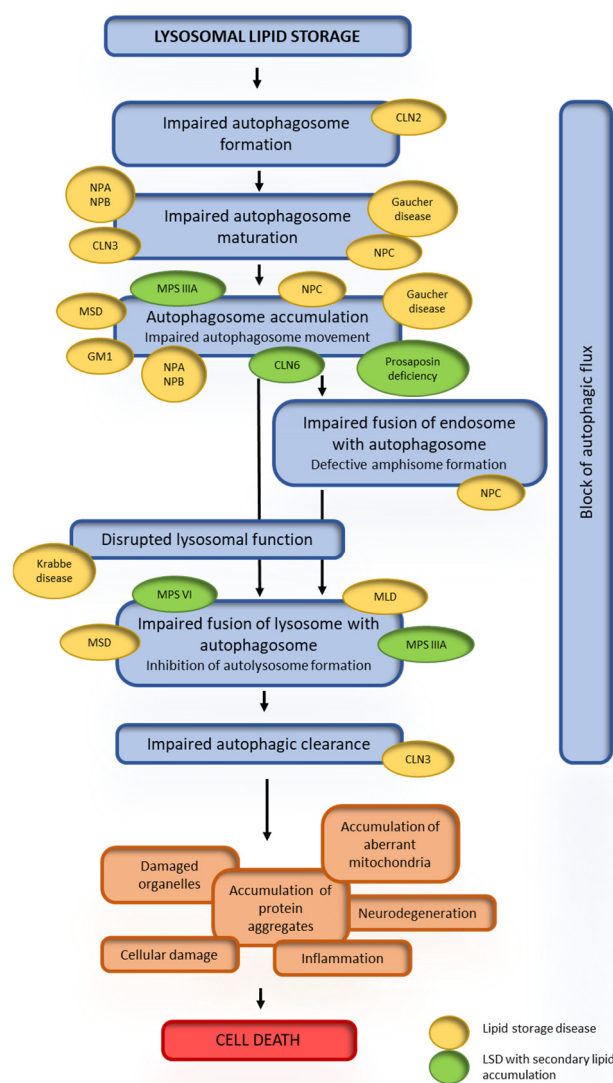 LYSOSOMAL LIPID STORAGE
Impaired autophagosome
formation
CLN2
NPA
NPB
Impaired autophagosome
maturation
Gaucher
disease
CLN3
NPC
MPS IIIA
NPC
MSD
Autophagosome accumulation
Impaired autophagosome movement
Gaucher
disease
GM1
NPA
NPB
CLN6
Prosaposin
deficiency
Impaired fusion of endosome
with autophagosome
Defective amphisome formation
NPC
Disrupted lysosomal function
Krabbe
disease
MPS VI
MLD
Impaired fusion of lysosome with
autophagosome
Inhibition of autolysosome formation
MSD
MPS IIIA
Impaired autophagic clearance
CLN3
Block of autophagic flux
Damaged
organelles
Accumulation of
aberrant
mitochondria
Accumulation of
protein
aggregates
Neurodegeneration
Cellular damage
Inflammation
CELL DEATH
Lipid storage disease
LSD with secondary lipid
accumulation